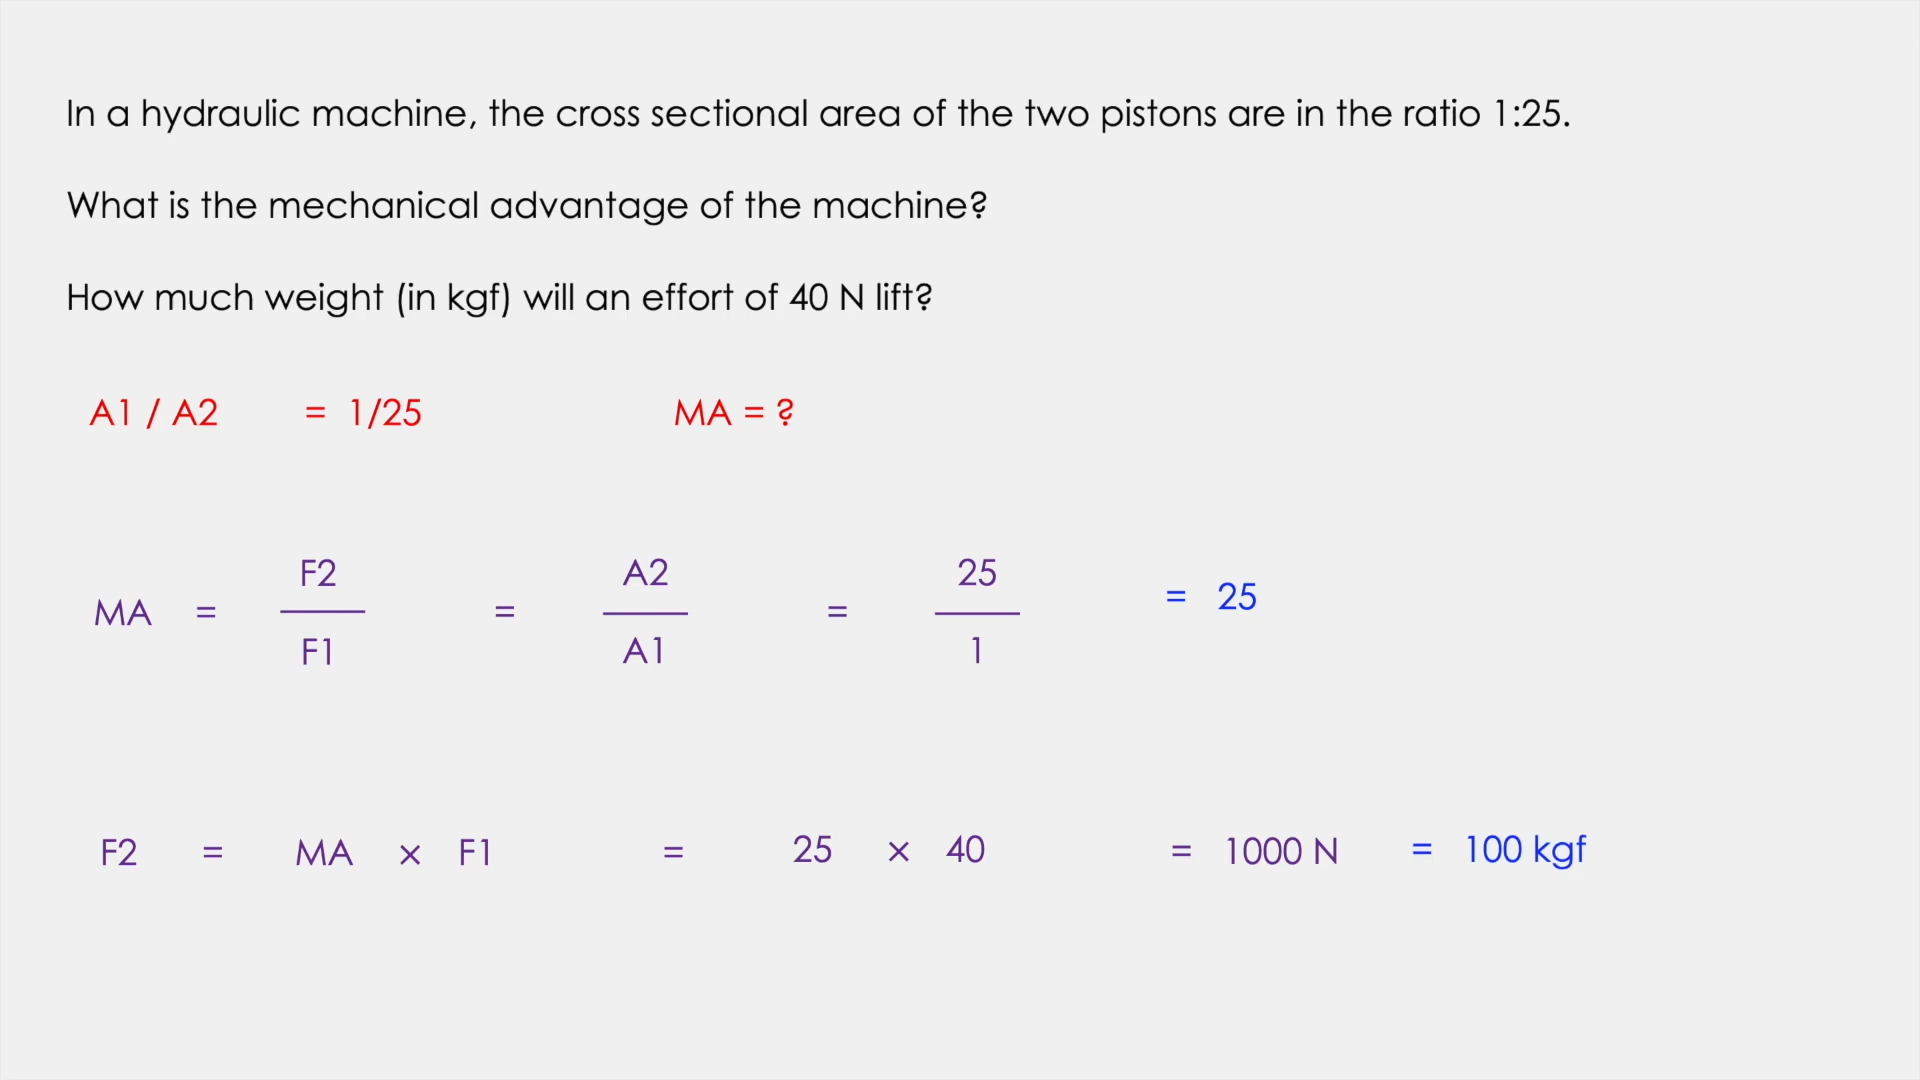 In a hydraulic machine, the cross sectional area of the two pistons are in the ratio 1:25.
What is the mechanical advantage of the machine?
How much weight (in kgf) will an effort of 40 N lift?
A1 / A2 = 1/25 MA = ?
MA = F2 / F1 = A2 / A1 = 25 / 1 = 25
F2 = MA × F1 = 25 × 40 = 1000 N = 100 kgf